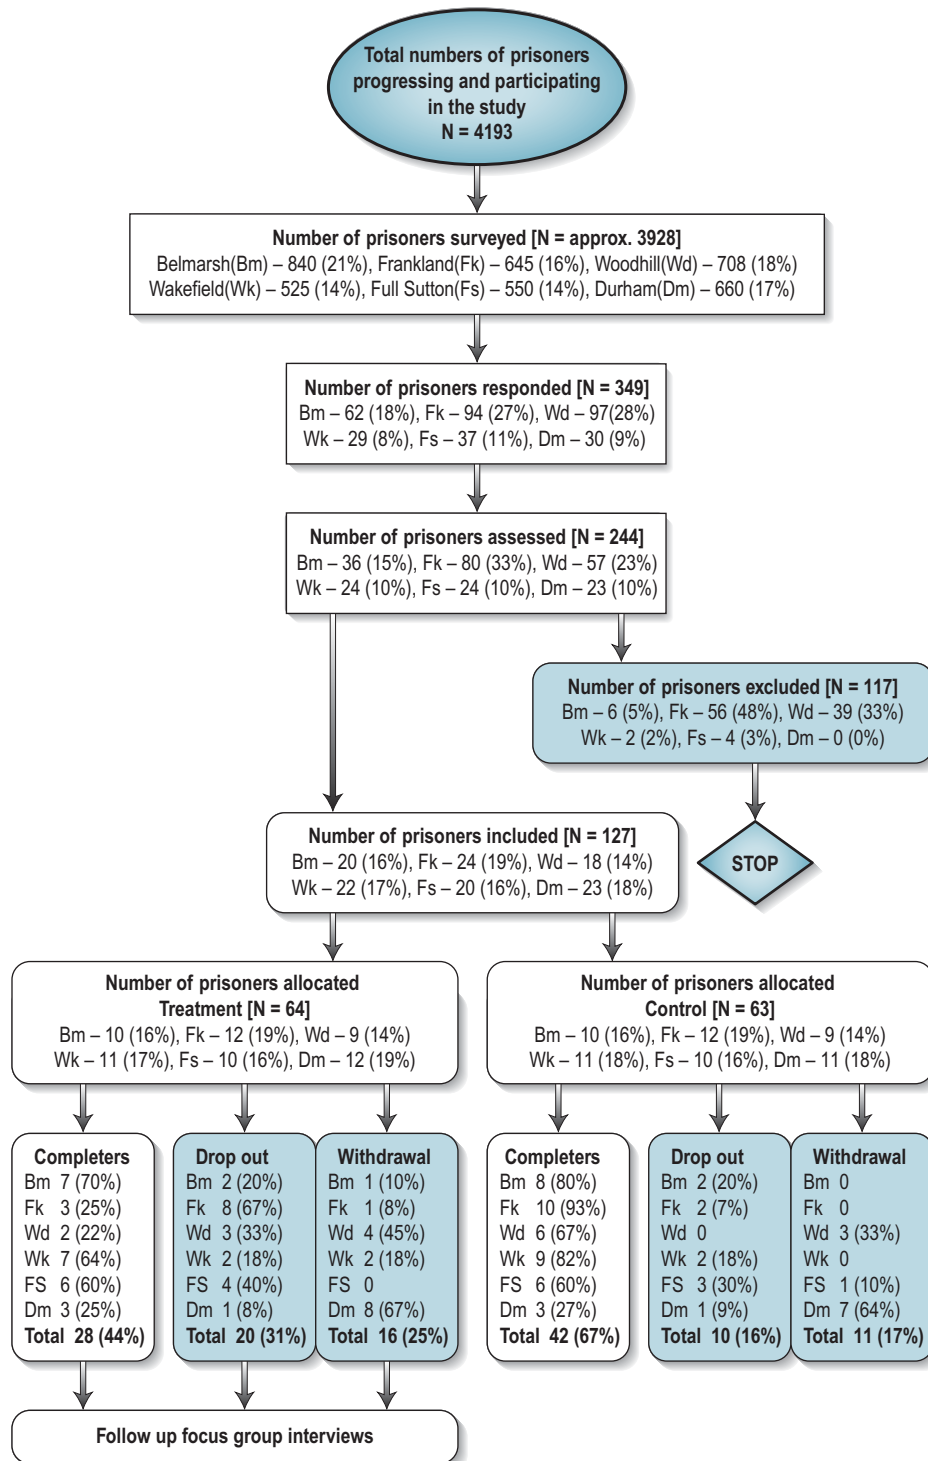 Total numbers of prisoners
progressing and participating
in the study
N = 4193
Number of prisoners surveyed [N = approx. 3928]
Belmarsh(Bm) – 840 (21%), Frankland(Fk) – 645 (16%), Woodhill(Wd) – 708 (18%)
Wakefield(Wk) – 525 (14%), Full Sutton(Fs) – 550 (14%), Durham(Dm) – 660 (17%)
Number of prisoners responded [N = 349]
Bm – 62 (18%), Fk – 94 (27%), Wd – 97(28%)
Wk – 29 (8%), Fs – 37 (11%), Dm – 30 (9%)
Number of prisoners assessed [N = 244]
Bm – 36 (15%), Fk – 80 (33%), Wd – 57 (23%)
Wk – 24 (10%), Fs – 24 (10%), Dm – 23 (10%)
Number of prisoners excluded [N = 117]
Bm – 6 (5%), Fk – 56 (48%), Wd – 39 (33%)
Wk – 2 (2%), Fs – 4 (3%), Dm – 0 (0%)
STOP
Number of prisoners included [N = 127]
Bm – 20 (16%), Fk – 24 (19%), Wd – 18 (14%)
Wk – 22 (17%), Fs – 20 (16%), Dm – 23 (18%)
Number of prisoners allocated
Treatment [N = 64]
Bm – 10 (16%), Fk – 12 (19%), Wd – 9 (14%)
Wk – 11 (17%), Fs – 10 (16%), Dm – 12 (19%)
Number of prisoners allocated
Control [N = 63]
Bm – 10 (16%), Fk – 12 (19%), Wd – 9 (14%)
Wk – 11 (18%), Fs – 10 (16%), Dm – 11 (18%)
Completers
Bm 7 (70%)
Fk 3 (25%)
Wd 2 (22%)
Wk 7 (64%)
FS 6 (60%)
Dm 3 (25%)
Total 28 (44%)
Drop out
Bm 2 (20%)
Fk 8 (67%)
Wd 3 (33%)
Wk 2 (18%)
FS 4 (40%)
Dm 1 (8%)
Total 20 (31%)
Withdrawal
Bm 1 (10%)
Fk 1 (8%)
Wd 4 (45%)
Wk 2 (18%)
FS 0
Dm 8 (67%)
Total 16 (25%)
Completers
Bm 8 (80%)
Fk 10 (93%)
Wd 6 (67%)
Wk 9 (82%)
FS 6 (60%)
Dm 3 (27%)
Total 42 (67%)
Drop out
Bm 2 (20%)
Fk 2 (7%)
Wd 0
Wk 2 (18%)
FS 3 (30%)
Dm 1 (9%)
Total 10 (16%)
Withdrawal
Bm 0
Fk 0
Wd 3 (33%)
Wk 0
FS 1 (10%)
Dm 7 (64%)
Total 11 (17%)
Follow up focus group interviews